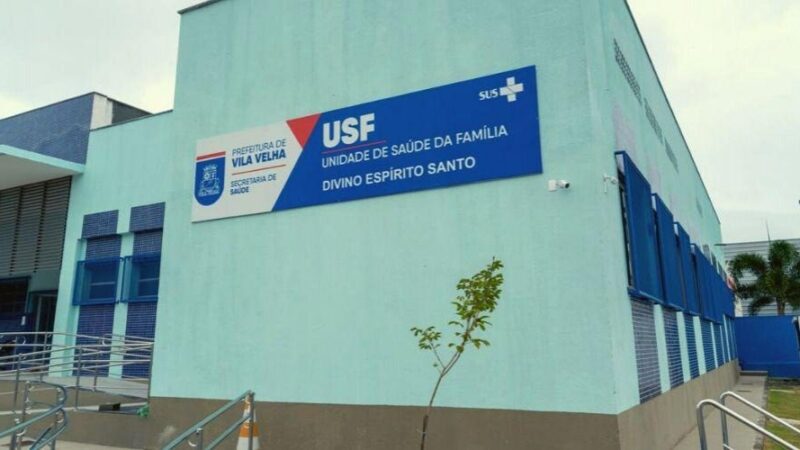 PREFEITURA DE
VILA VELHA
SECRETARIA DE
SAÚDE
USF
UNIDADE DE SAÚDE DA FAMÍLIA
DIVINO ESPÍRITO SANTO
SUS